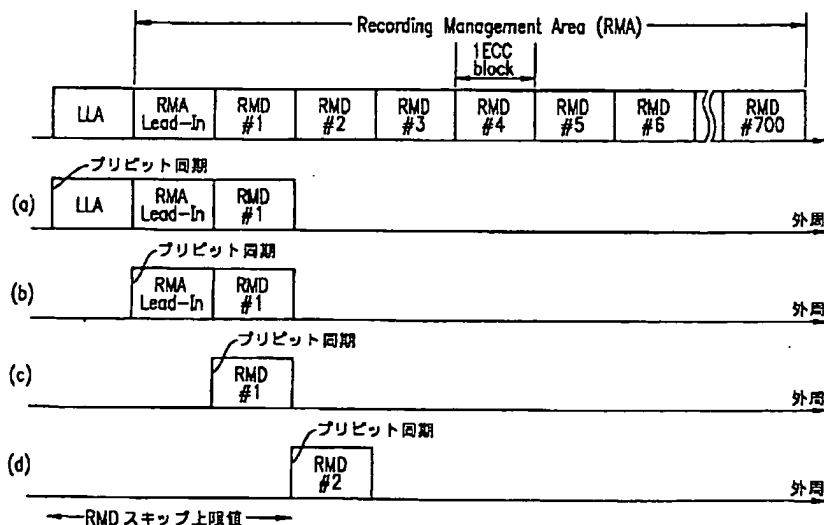 Recording Management Area (RMA)
1ECC
block
LLA
RMA
Lead-In
RMD
#1
RMD
#2
RMD
#3
RMD
#4
RMD
#5
RMD
#6
RMD
#700
プリピット同期
(a)
LLA
RMA
Lead-In
RMD
#1
外周
プリピット同期
(b)
RMA
Lead-In
RMD
#1
外周
プリピット同期
(c)
RMD
#1
外周
プリピット同期
(d)
RMD
#2
外周
RMDスキップ上限値